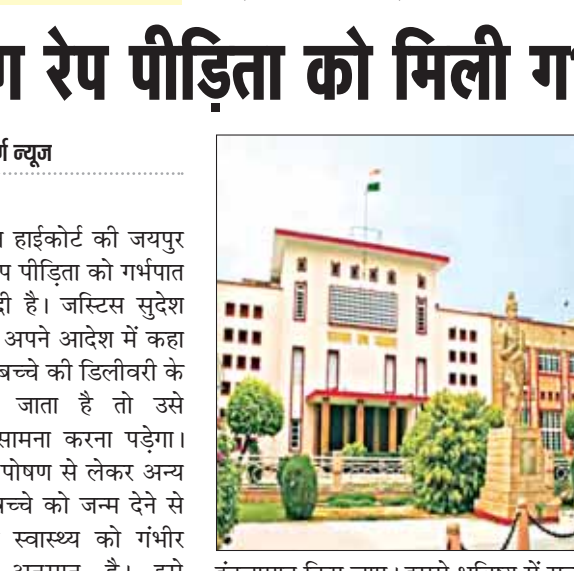 रेप पीड़िता को मिली
न्यूज
हाईकोर्ट की जयपुर
पीड़िता को गर्भपात
दी है। जस्टिस सुदेश
अपने आदेश में कहा
बच्चे की डिलीवरी के
जाता है तो उसे
सामना करना पड़ेगा।
पोषण से लेकर अन्य
बच्चे को जन्म देने से
स्वास्थ्य को गंभीर